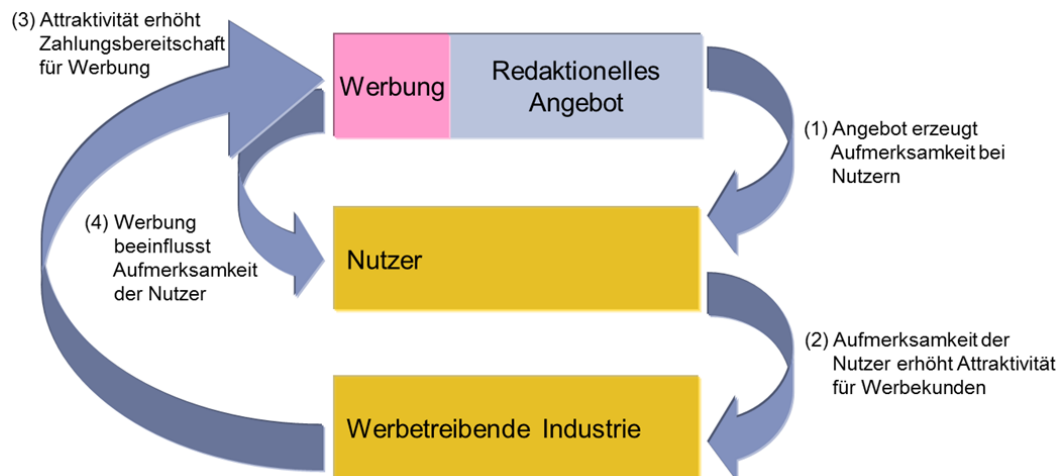 (3) Attraktivität erhöht
Zahlungsbereitschaft
für Werbung
Werbung
Redaktionelles
Angebot
(1) Angebot erzeugt
Aufmerksamkeit bei
Nutzern
(4) Werbung
beeinflusst
Aufmerksamkeit
der Nutzer
Nutzer
(2) Aufmerksamkeit der
Nutzer erhöht Attraktivität
für Werbekunden
Werbetreibende Industrie